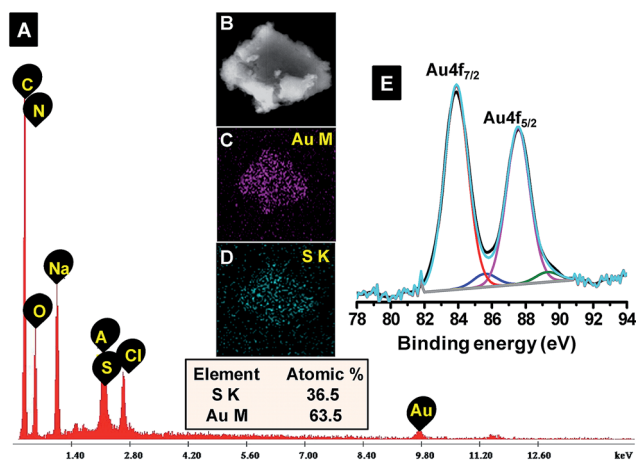 A
C
N
O
Na
A
S
Cl
Au
1.40 2.80 4.20 5.60 7.00 8.40 9.80 11.20 12.60 keV
B
C
Au M
D
S K
Element Atomic %
S K 36.5
Au M 63.5
E
Au4f7/2
Au4f5/2
78 80 82 84 86 88 90 92 94
Binding energy (eV)